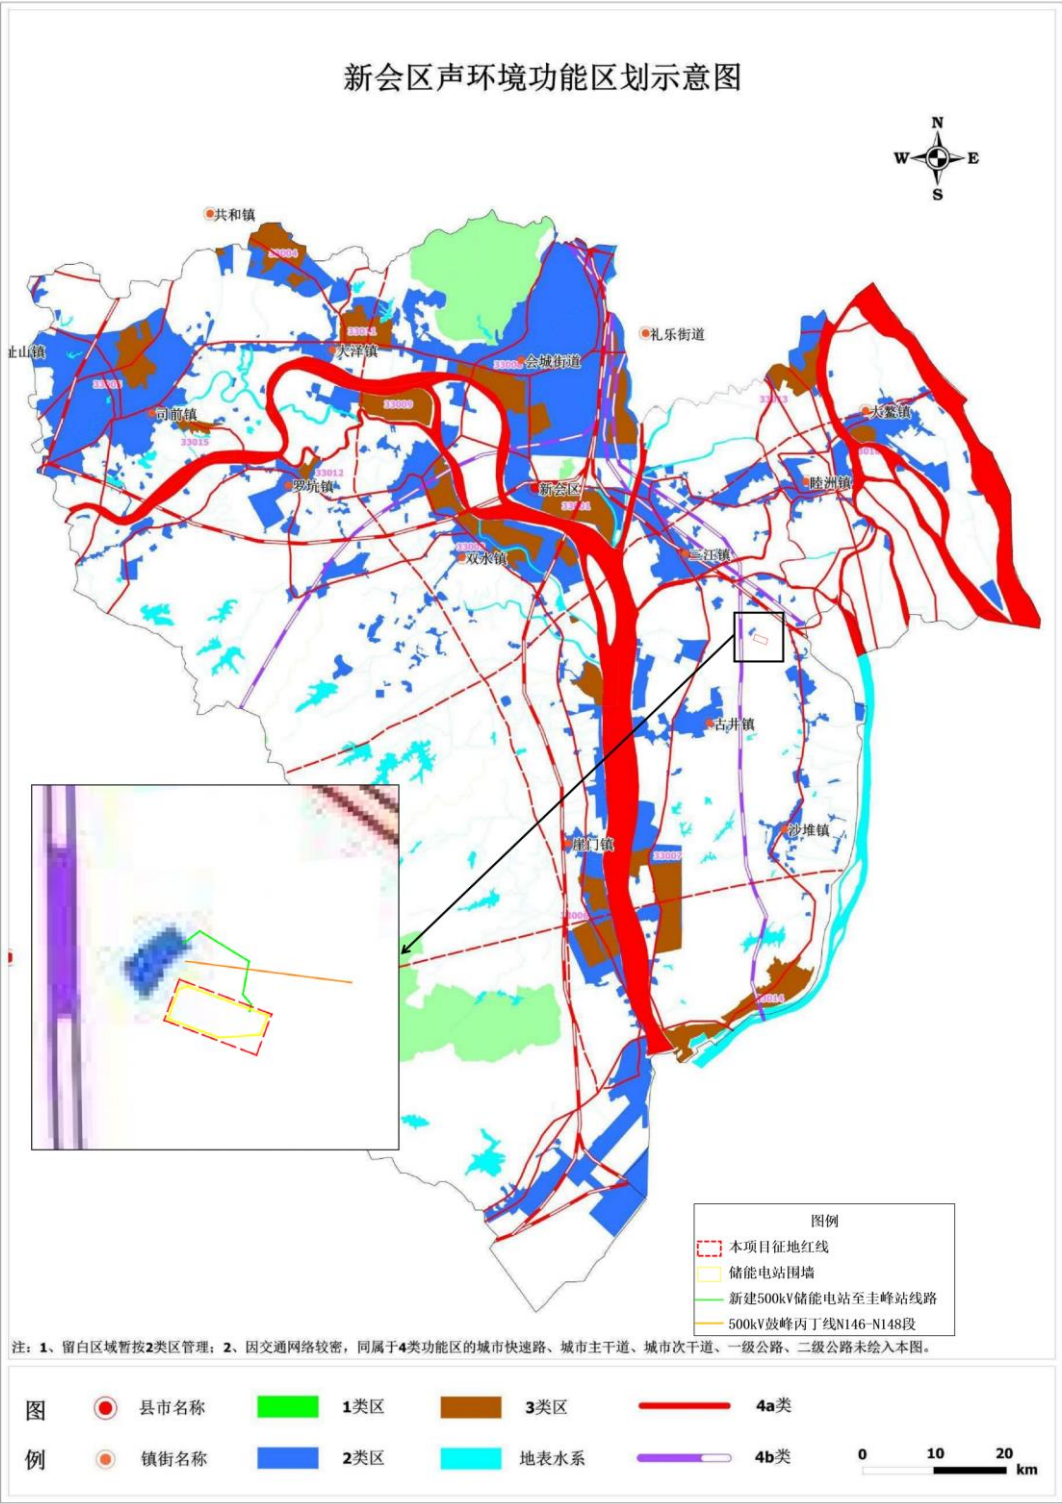 新会区声环境功能区划示意图
N
W E
S
共和镇
礼乐街道
33011
大泽镇
会城街道
址山镇
33009
33013
大鳌镇
司前镇
33015
33012
罗坑镇
睦洲镇
新会区
双水镇
三江镇
古井镇
沙堆镇
崖门镇
33007
33014
图例
本项目征地红线
储能电站围墙
新建500kV储能电站至圭峰站线路
500kV鼓峰丙丁线N146-N148段
注：1、留白区域暂按2类区管理；2、因交通网络较密，同属于4类功能区的城市快速路、城市主干道、城市次干道、一级公路、二级公路未绘入本图。
图 县市名称 1类区 3类区 4a类
例 镇街名称 2类区 地表水系 4b类
0 10 20
km